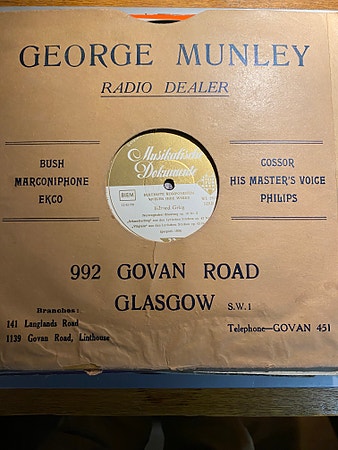 GEORGE MUNLEY
RADIO DEALER
BUSH
MARCONIPHONE
EKCO
COSSOR
HIS MASTER'S VOICE
PHILIPS
Musikalische
Dokumente
BIEM
Edvard Grieg
992 GOVAN ROAD
GLASGOW S.W.1
Branches:
141 Langlands Road
1139 Govan Road, Linthouse
Telephone—GOVAN 451